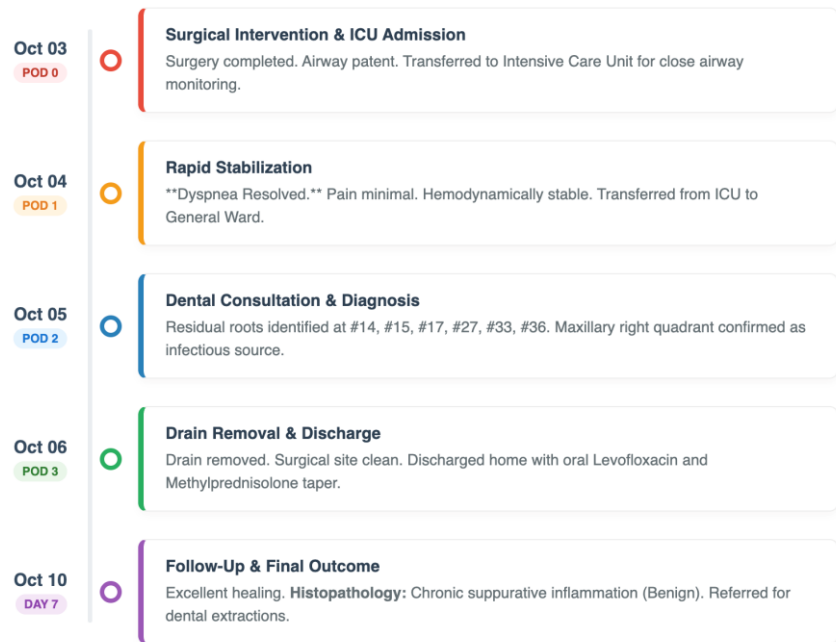 Oct 03
POD 0
Surgical Intervention & ICU Admission
Surgery completed. Airway patent. Transferred to Intensive Care Unit for close airway
monitoring.
Oct 04
POD 1
Rapid Stabilization
**Dyspnea Resolved.** Pain minimal. Hemodynamically stable. Transferred from ICU to
General Ward.
Oct 05
POD 2
Dental Consultation & Diagnosis
Residual roots identified at #14, #15, #17, #27, #33, #36. Maxillary right quadrant confirmed as
infectious source.
Oct 06
POD 3
Drain Removal & Discharge
Drain removed. Surgical site clean. Discharged home with oral Levofloxacin and
Methylprednisolone taper.
Oct 10
DAY 7
Follow-Up & Final Outcome
Excellent healing. Histopathology: Chronic suppurative inflammation (Benign). Referred for
dental extractions.